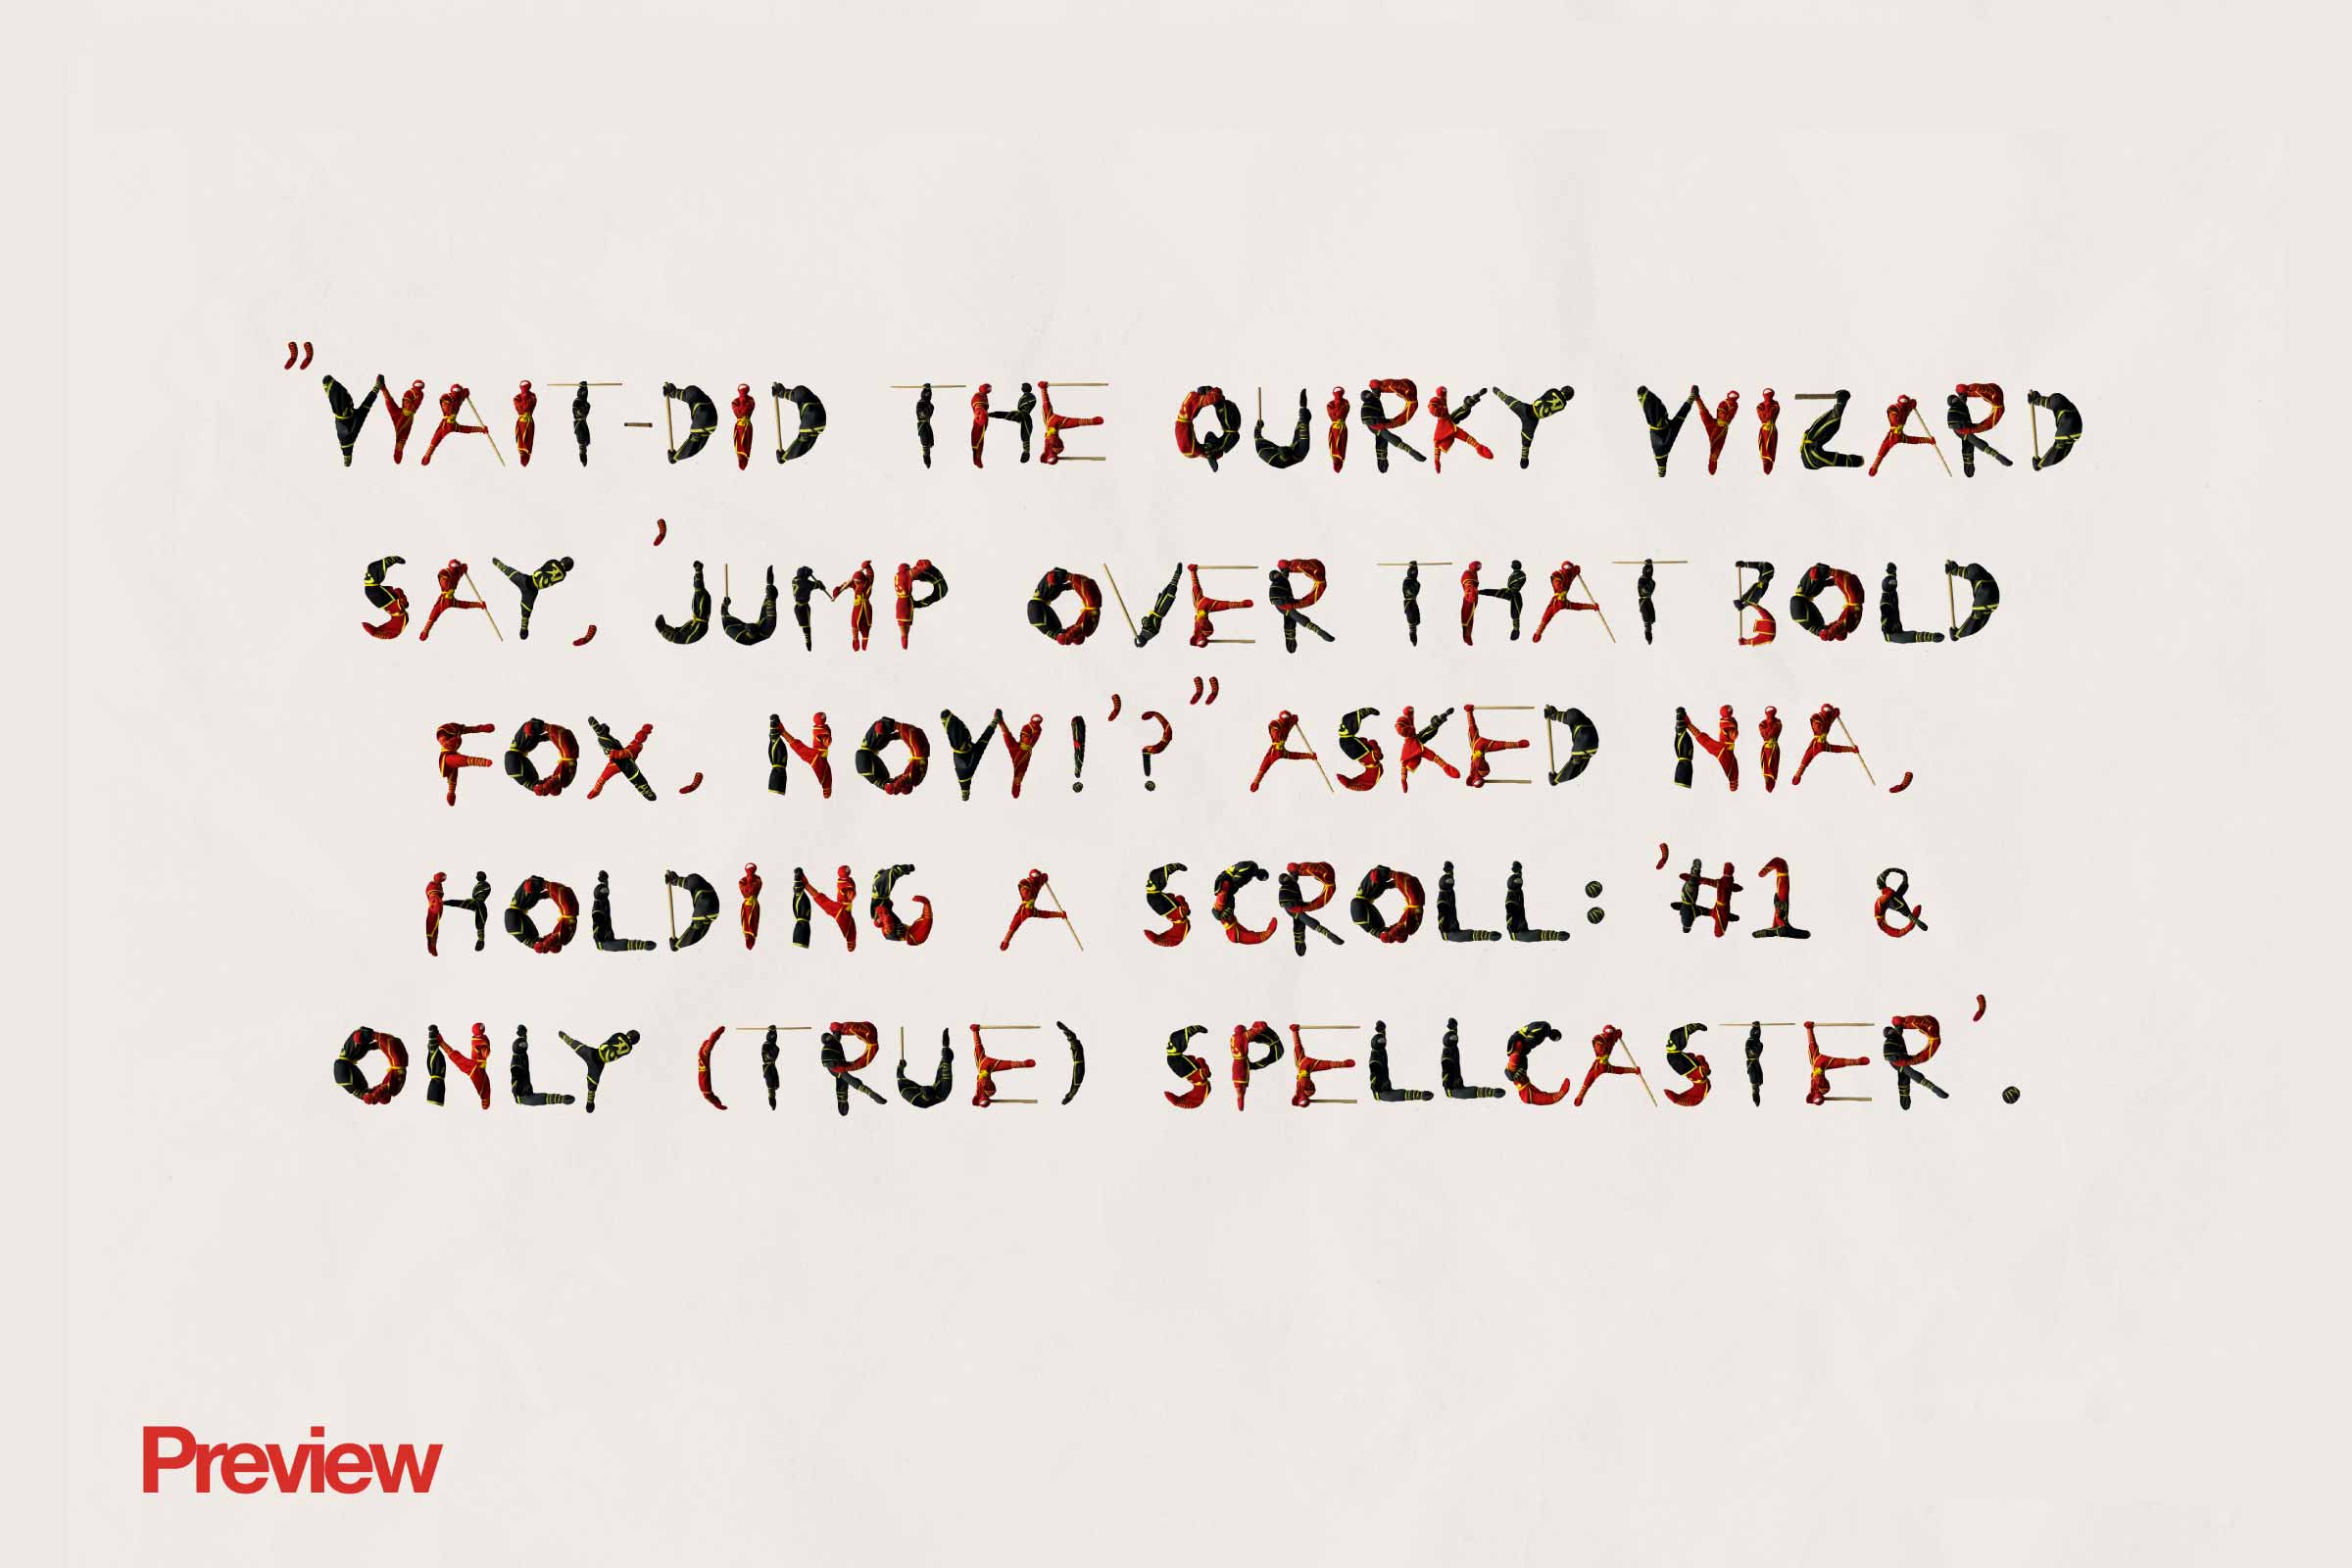 ”WAIT-DID THE QUIRKY WIZARD
SAY, ’JUMP OVER THAT BOLD
FOX, NOW!’?” ASKED NIA,
HOLDING A SCROLL: ’#1 &
ONLY (TRUE) SPELLCASTER’.
Preview